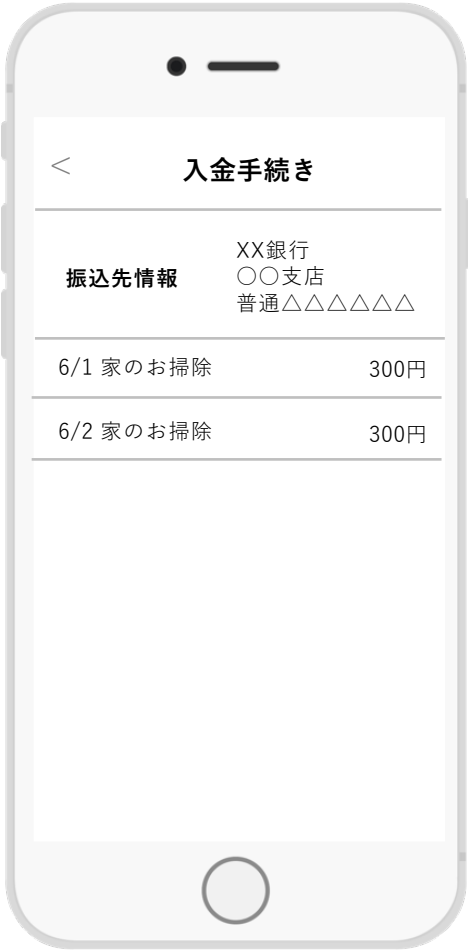 <
入金手続き
XX銀行
〇〇支店
振込先情報
普通△△△△△△
6/1 家のお掃除 300円
6/2 家のお掃除 300円